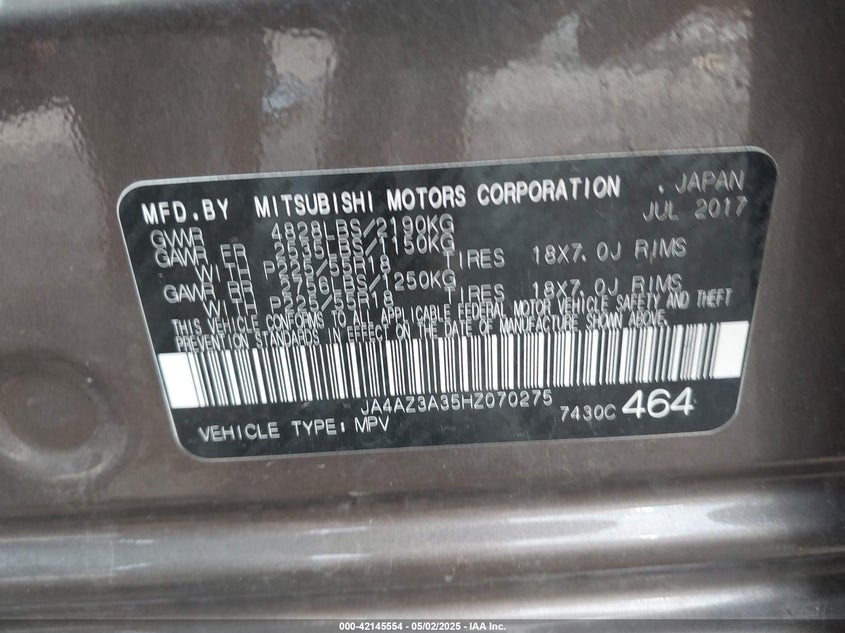 MFD.BY MITSUBISHI MOTORS CORPORATION . JAPAN
JUL 2017
GVWR 4828LBS/2190KG
GAWR FR 2535LBS/1150KG
WITH P225/55R18 TIRES 18X7.0J RIMS
GAWR RR 2756LBS/1250KG
WITH P225/55R18 TIRES 18X7.0J RIMS
THIS VEHICLE CONFORMS TO ALL APPLICABLE FEDERAL MOTOR VEHICLE SAFETY AND THEFT
PREVENTION STANDARDS IN EFFECT ON THE DATE OF MANUFACTURE SHOWN ABOVE.
JA4AZ3A35HZ070275
7430C 464
VEHICLE TYPE: MPV
000-42145554 - 05/02/2025 - IAA Inc.